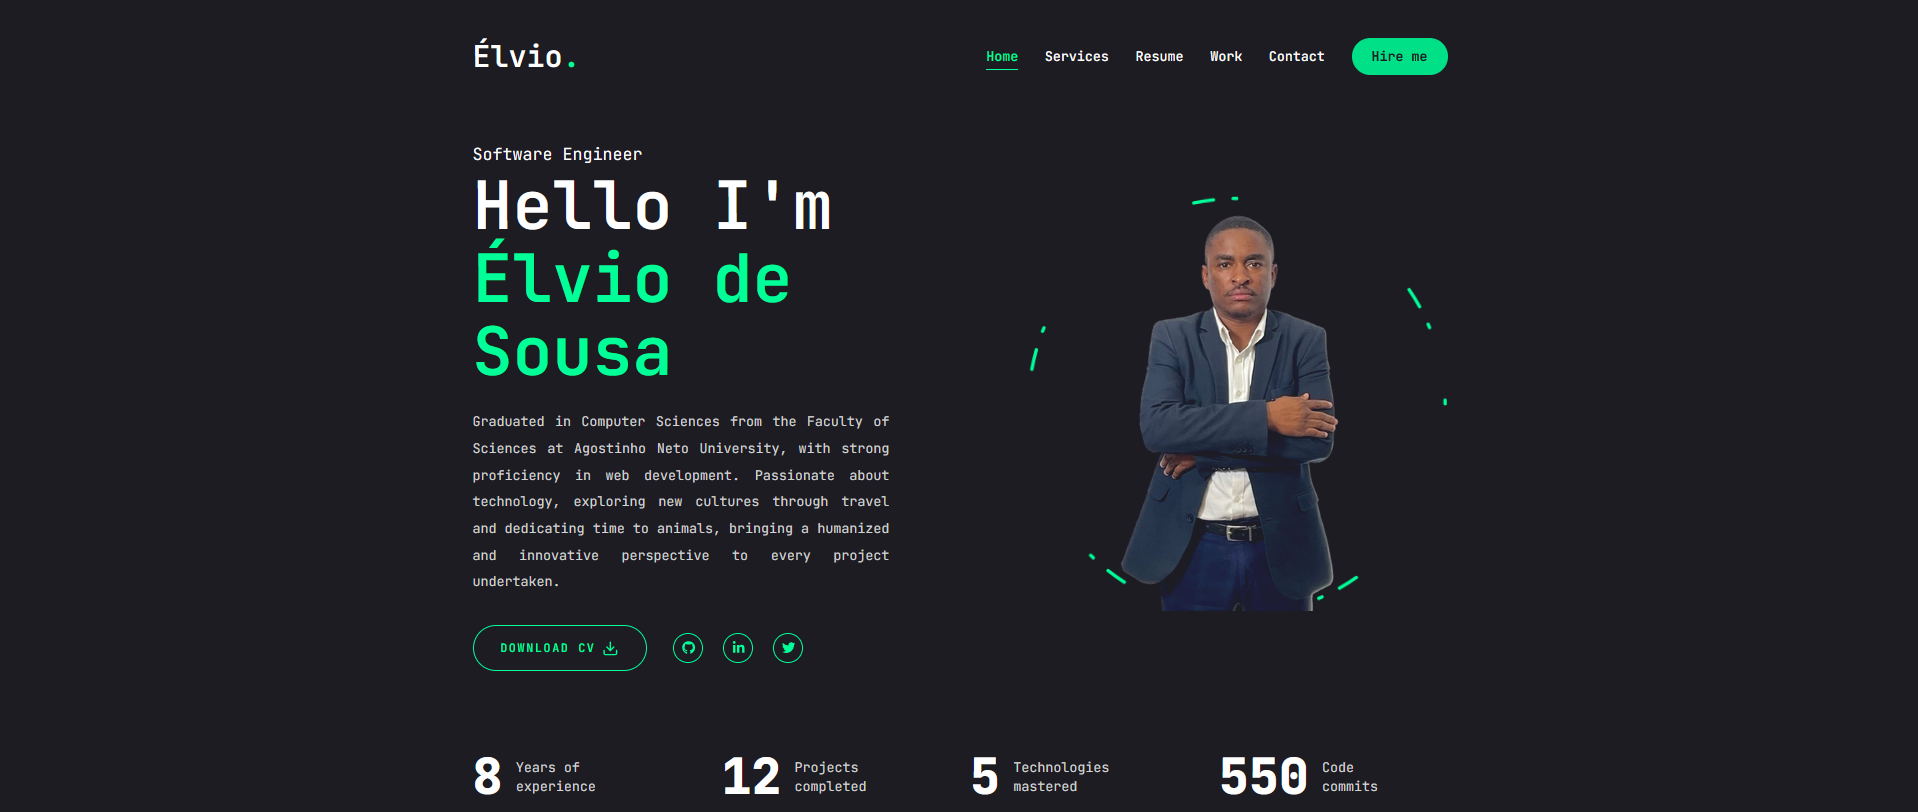 Élvio.
Home Services Resume Work Contact Hire me
Software Engineer
Hello I'm
Élvio de
Sousa
Graduated in Computer Sciences from the Faculty of
Sciences at Agostinho Neto University, with strong
proficiency in web development. Passionate about
technology, exploring new cultures through travel
and dedicating time to animals, bringing a humanized
and innovative perspective to every project
undertaken.
DOWNLOAD CV
in
8 Years of
experience
12 Projects
completed
5 Technologies
mastered
550 Code
commits